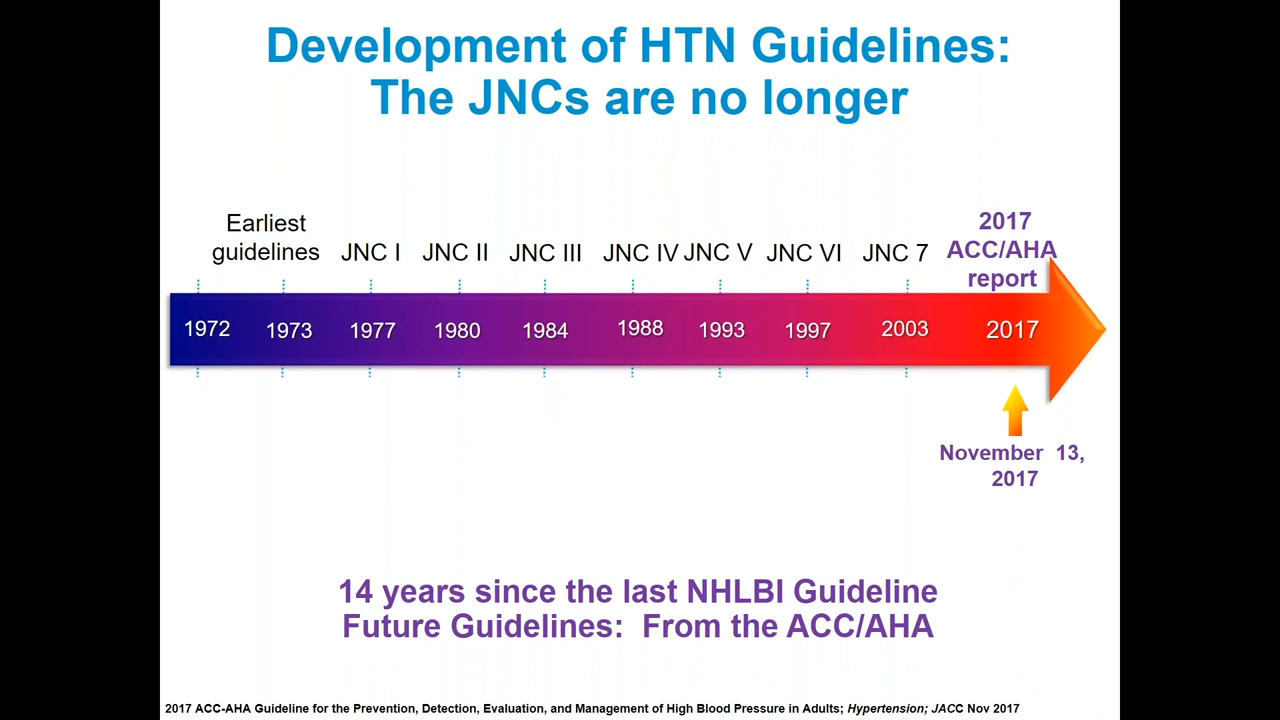 Development of HTN Guidelines:
The JNCs are no longer
Earliest
guidelines
JNC I
JNC II
JNC III
JNC IV
JNC V
JNC VI
JNC 7
2017
ACC/AHA
report
1972
1973
1977
1980
1984
1988
1993
1997
2003
2017
November 13,
2017
14 years since the last NHLBI Guideline
Future Guidelines: From the ACC/AHA
2017 ACC-AHA Guideline for the Prevention, Detection, Evaluation, and Management of High Blood Pressure in Adults; Hypertension; JACC Nov 2017